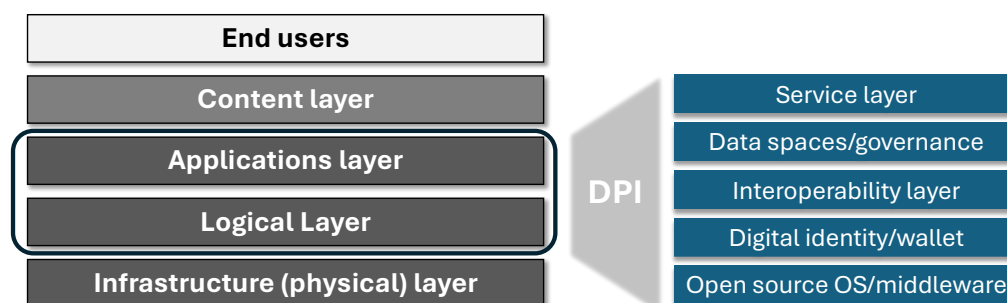 End users
Content layer
Applications layer
Logical Layer
Infrastructure (physical) layer
DPI
Service layer
Data spaces/governance
Interoperability layer
Digital identity/wallet
Open source OS/middleware